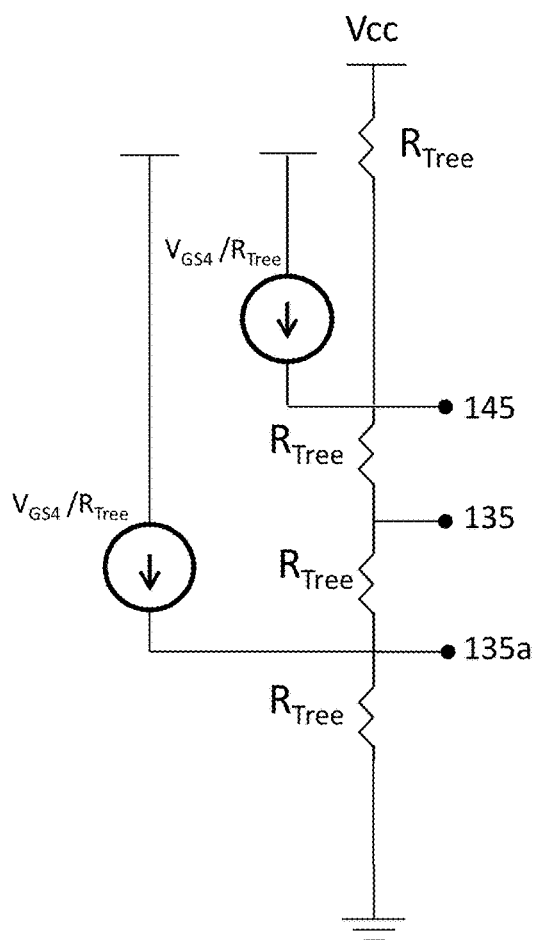 Vcc
R_Tree
V_GS4 /R_Tree
145
R_Tree
V_GS4 /R_Tree
135
R_Tree
135a
R_Tree